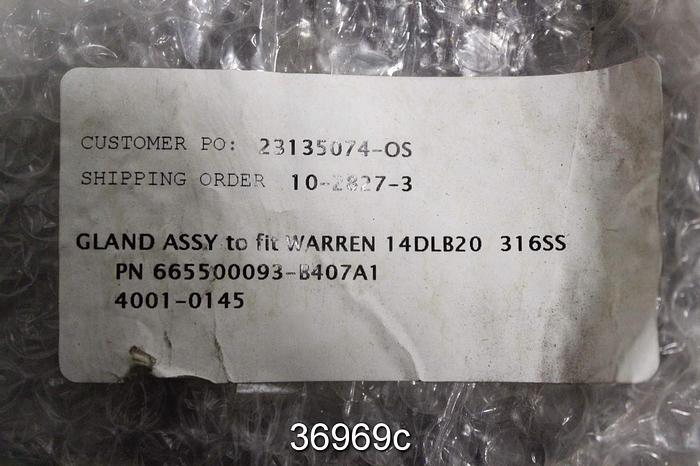 CUSTOMER PO: 23135074-OS
SHIPPING ORDER 10-2827-3
GLAND ASSY to fit WARREN 14DLB20 316SS
PN 665500093-B407A1
4001-0145
36969c